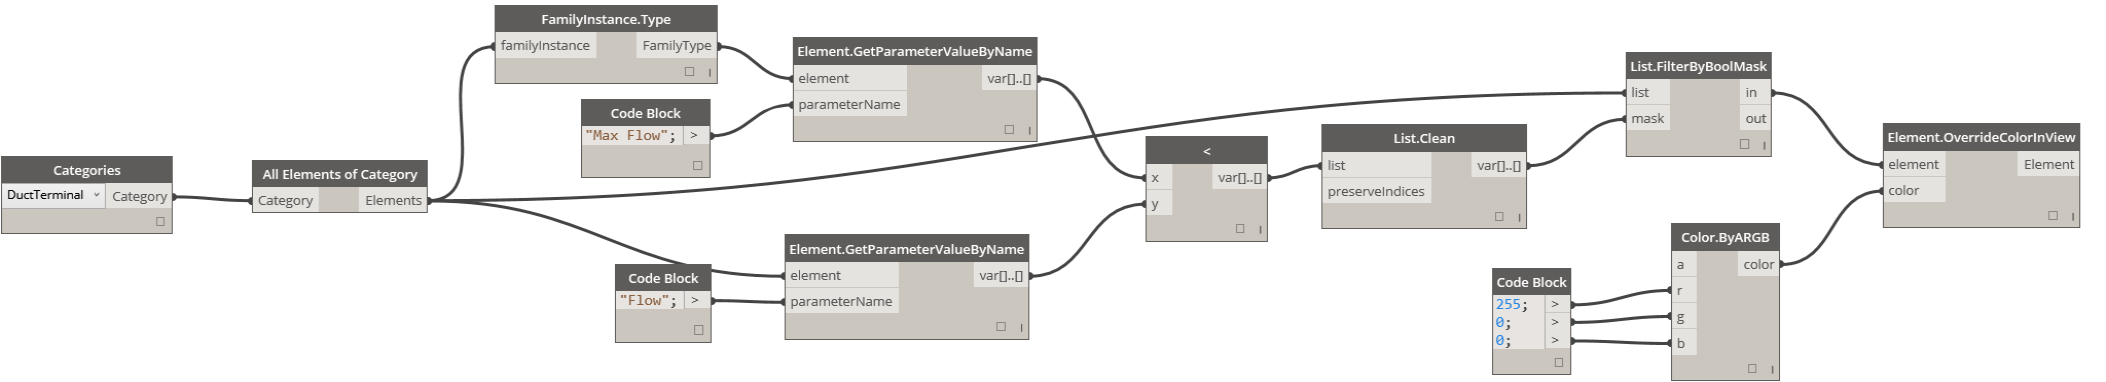 Categories
DuctTerminal
Category
All Elements of Category
Category
Elements
FamilyInstance.Type
familyInstance
FamilyType
Code Block
"Max Flow";
>
Element.GetParameterValueByName
element
var[]..[]
parameterName
Code Block
"Flow";
>
Element.GetParameterValueByName
element
var[]..[]
parameterName
<
x
var[]..[]
y
List.Clean
list
var[]..[]
preserveIndices
List.FilterByBoolMask
list
in
mask
out
Code Block
255;
>
0;
>
0;
>
Color.ByARGB
a
color
r
g
b
Element.OverrideColorInView
element
Element
color